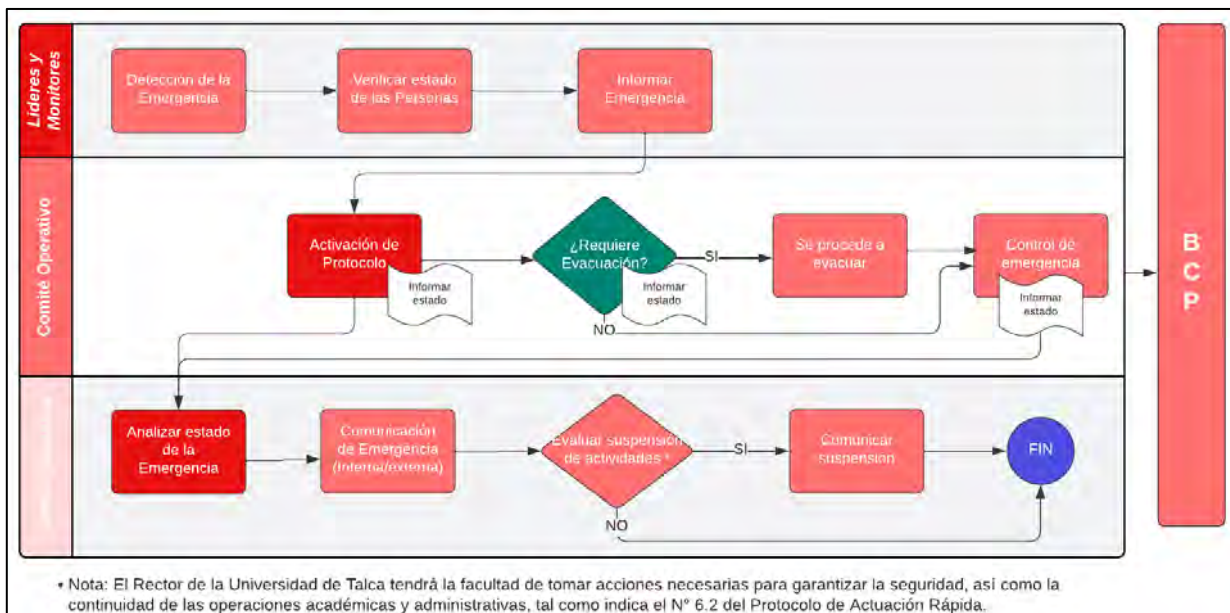 Líderes y
Monitores
Detección de la
Emergencia
Verificar estado
de las Personas
Informar
Emergencia
Comité Operativo
Activación de
Protocolo
Informar
estado
¿Requiere
Evacuación?
Informar
estado
SI
NO
Se procede a
evacuar
Control de
emergencia
Informar
estado
Analizar estado
de la
Emergencia
Comunicación
de Emergencia
(Interna/externa)
Evaluar suspensión
de actividades *
SI
NO
Comunicar
suspensión
FIN
B
C
P
• Nota: El Rector de la Universidad de Talca tendrá la facultad de tomar acciones necesarias para garantizar la seguridad, así como la
continuidad de las operaciones académicas y administrativas, tal como indica el N° 6.2 del Protocolo de Actuación Rápida.